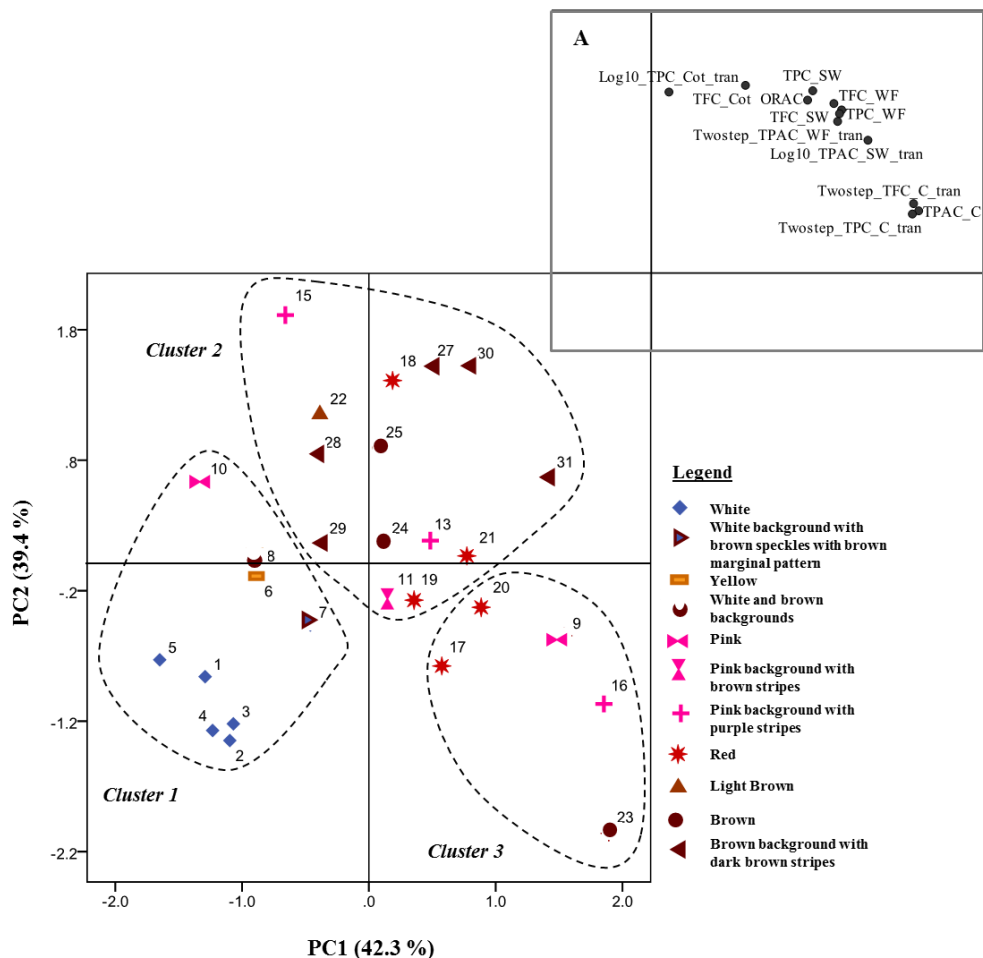 A
Log10_TPC_Cot_tran
TPC_SW
TFC_Cot
ORAC
TFC_WF
TFC_SW
TPC_WF
Twostep_TPAC_WF_tran
Log10_TPAC_SW_tran
Twostep_TFC_C_tran
TPAC_C
Twostep_TPC_C_tran
PC2 (39.4 %)
1.8
.8
-.2
-1.2
-2.2
Cluster 2
15
27
30
18
22
25
28
31
10
29
24
13
21
8
6
11
19
20
7
9
5
1
17
16
4
3
2
23
Cluster 1
Cluster 3
-2.0
-1.0
.0
1.0
2.0
PC1 (42.3 %)
Legend
White
White background with
brown speckles with brown
marginal pattern
Yellow
White and brown
backgrounds
Pink
Pink background with
brown stripes
Pink background with
purple stripes
Red
Light Brown
Brown
Brown background with
dark brown stripes